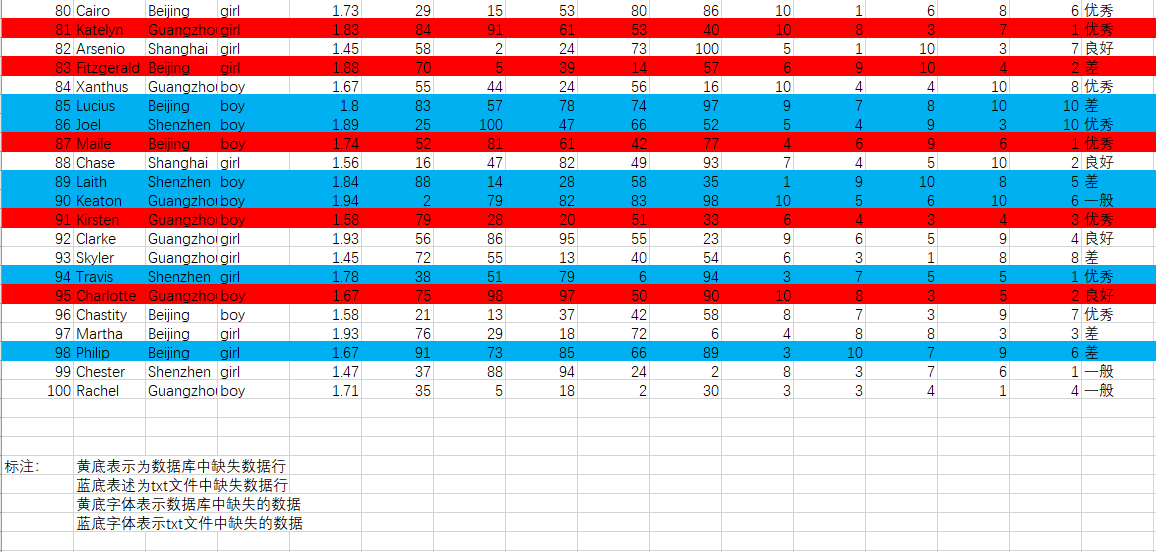 80 Cairo Beijing girl 1.73 29 15 53 80 86 10 1 6 8 6 优秀
81 Katelyn Guangzhou girl 1.83 84 91 61 53 40 10 8 3 7 1 优秀
82 Arsenio Shanghai girl 1.45 58 2 24 73 100 5 1 10 3 7 良好
83 Fitzgerald Beijing girl 1.88 70 5 39 14 57 6 9 10 4 2 差
84 Xanthus Guangzhou boy 1.67 55 44 24 56 16 10 4 4 10 8 优秀
85 Lucius Beijing boy 1.8 83 57 78 74 97 9 7 8 10 10 差
86 Joel Shenzhen boy 1.89 25 100 47 66 52 5 4 9 3 10 优秀
87 Maile Beijing boy 1.74 52 81 61 42 77 4 6 9 6 1 优秀
88 Chase Shanghai girl 1.56 16 47 82 49 93 7 4 5 10 2 良好
89 Laith Shenzhen boy 1.84 88 14 28 58 35 1 9 10 8 5 差
90 Keaton Guangzhou boy 1.94 2 79 82 83 98 10 5 6 10 6 一般
91 Kirsten Guangzhou boy 1.58 79 28 20 51 33 6 4 3 4 3 优秀
92 Clarke Guangzhou girl 1.93 56 86 95 55 23 9 6 5 9 4 良好
93 Skyler Guangzhou girl 1.45 72 55 13 40 54 6 3 1 8 8 差
94 Travis Shenzhen girl 1.78 38 51 79 6 94 3 7 5 5 1 优秀
95 Charlotte Guangzhou boy 1.67 75 98 97 50 90 10 8 3 5 2 良好
96 Chastity Beijing boy 1.58 21 13 37 42 58 8 7 3 9 7 优秀
97 Martha Beijing girl 1.93 76 29 18 72 6 4 8 8 3 3 差
98 Philip Beijing girl 1.67 91 73 85 66 89 3 10 7 9 6 差
99 Chester Shenzhen girl 1.47 37 88 94 24 2 8 3 7 6 1 一般
100 Rachel Guangzhou boy 1.71 35 5 18 2 30 3 3 4 1 4 一般
标注: 黄底表示为数据库中缺失数据行
蓝底表述为txt文件中缺失数据行
黄底字体表示数据库中缺失的数据
蓝底字体表示txt文件中缺失的数据